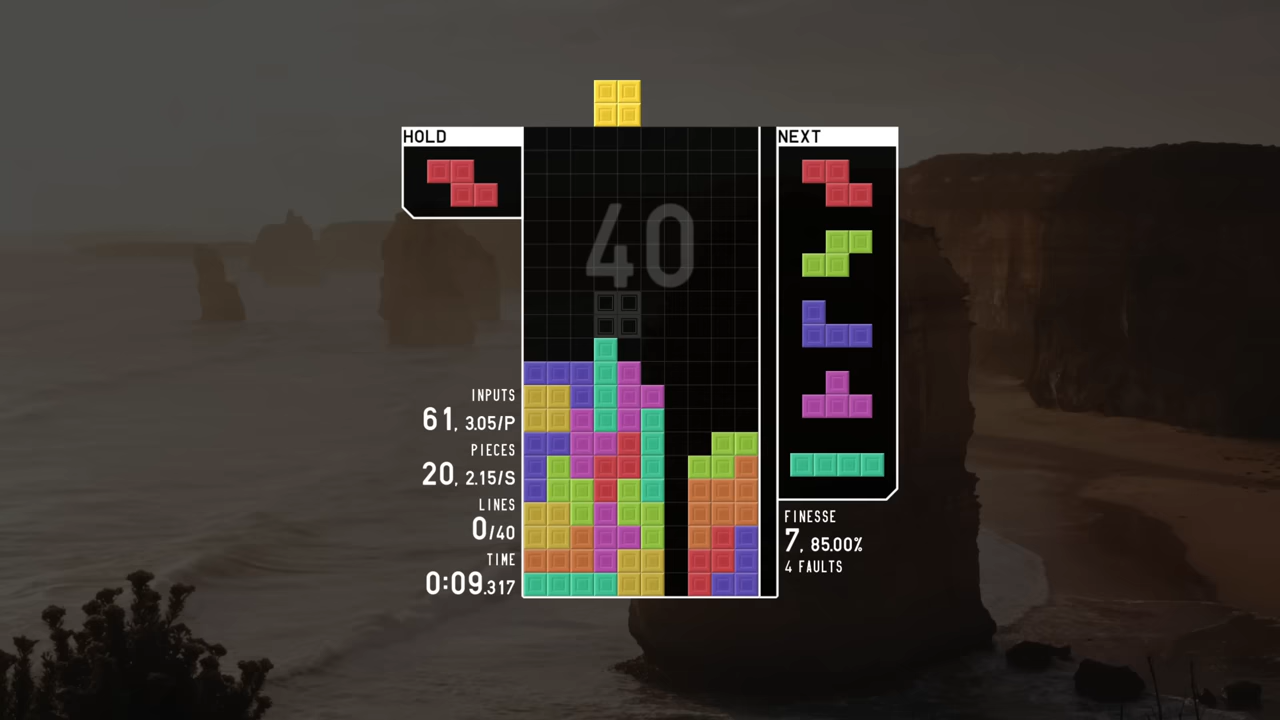 HOLD
NEXT
40
INPUTS
61, 3.05/P
PIECES
20, 2.15/S
LINES
0/40
TIME
0:09.317
FINESSE
7, 85.00%
4 FAULTS